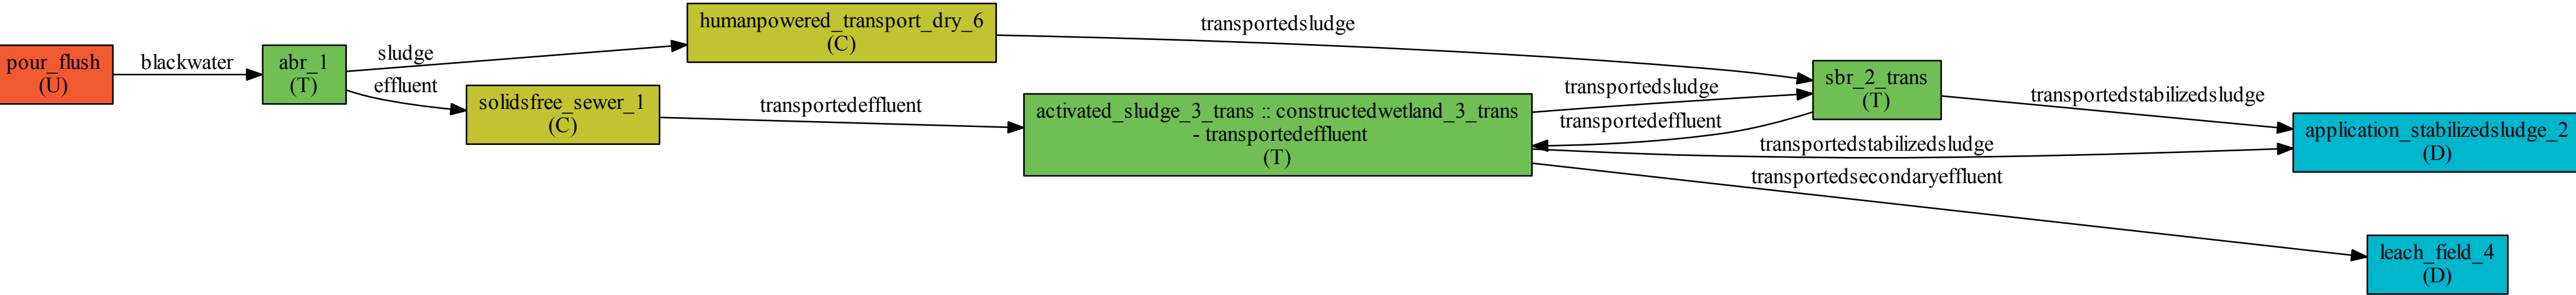 pour_flush
(U)
blackwater
abr_1
(T)
sludge
effluent
humanpowered_transport_dry_6
(C)
solidsfree_sewer_1
(C)
transportedsludge
transportedeffluent
activated_sludge_3_trans :: constructedwetland_3_trans
- transportedeffluent
(T)
transportedsludge
transportedeffluent
sbr_2_trans
(T)
transportedstabilizedsludge
transportedstabilizedsludge
transportedsecondaryeffluent
application_stabilizedsludge_2
(D)
leach_field_4
(D)